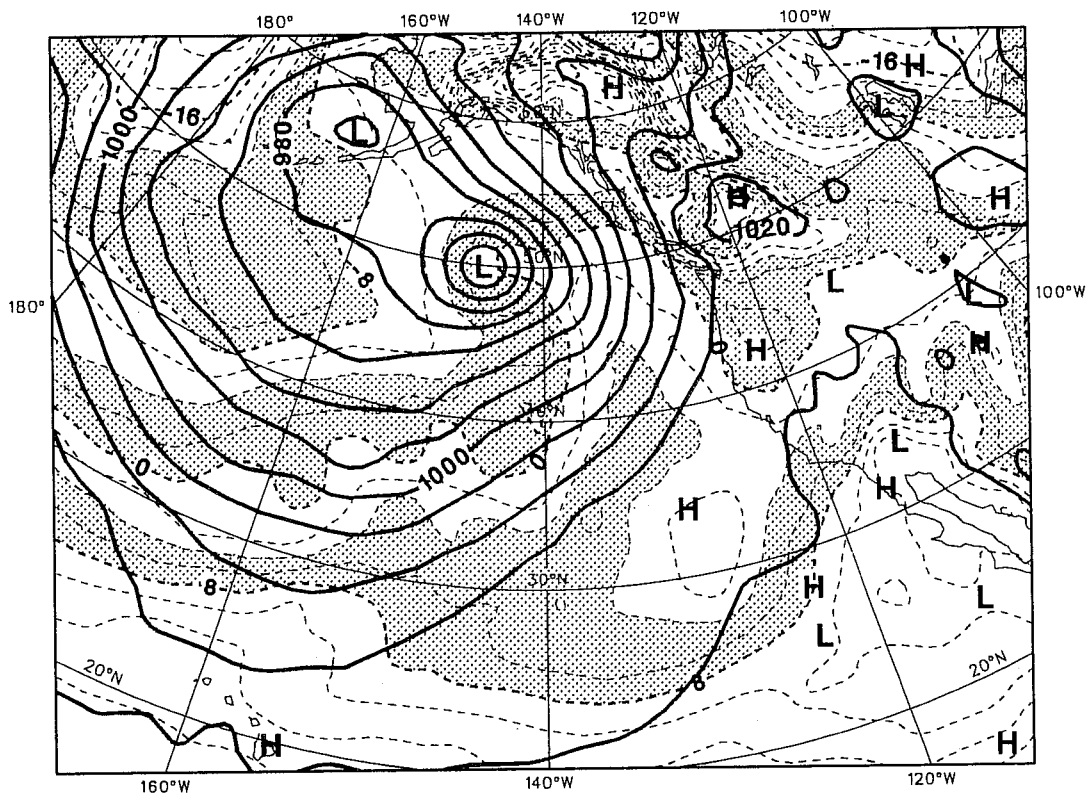 180° 160°W 140°W 120°W 100°W
-16 H
1000 -16 H L
980 L
H H
1020
L 50°N L
-8
180° 100°W
L
H H
40°N
L
0 1000 0
H H
8 30°N H L
L
20°N 8 20°N
H H
160°W 140°W 120°W